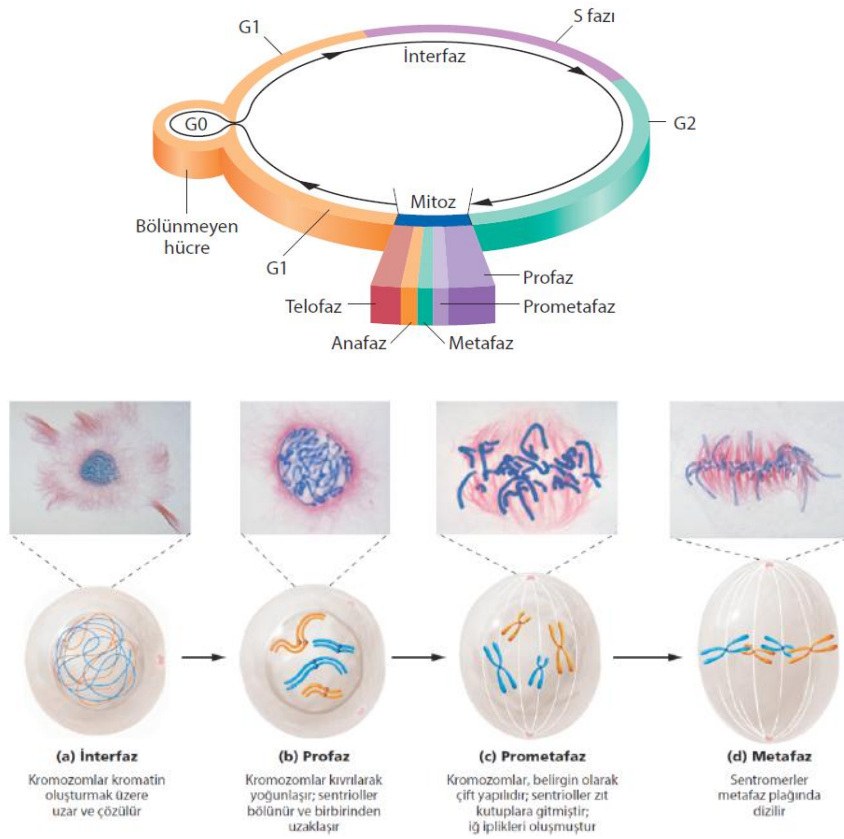 G1
S fazı
İnterfaz
G0
G2
Mitoz
Bölünmeyen
hücre
G1
Profaz
Telofaz
Prometafaz
Anafaz
Metafaz
(a) İnterfaz
Kromozomlar kromatin
oluşturmak üzere
uzar ve çözülür
(b) Profaz
Kromozomlar kıvrılarak
yoğunlaşır; sentrioller
bölünür ve birbirinden
uzaklaşır
(c) Prometafaz
Kromozomlar, belirgin olarak
çift yapılıdır; sentrioller zıt
kutuplara gitmiştir;
iğ iplikleri oluşmuştur
(d) Metafaz
Sentromerler
metafaz plağında
dizilir